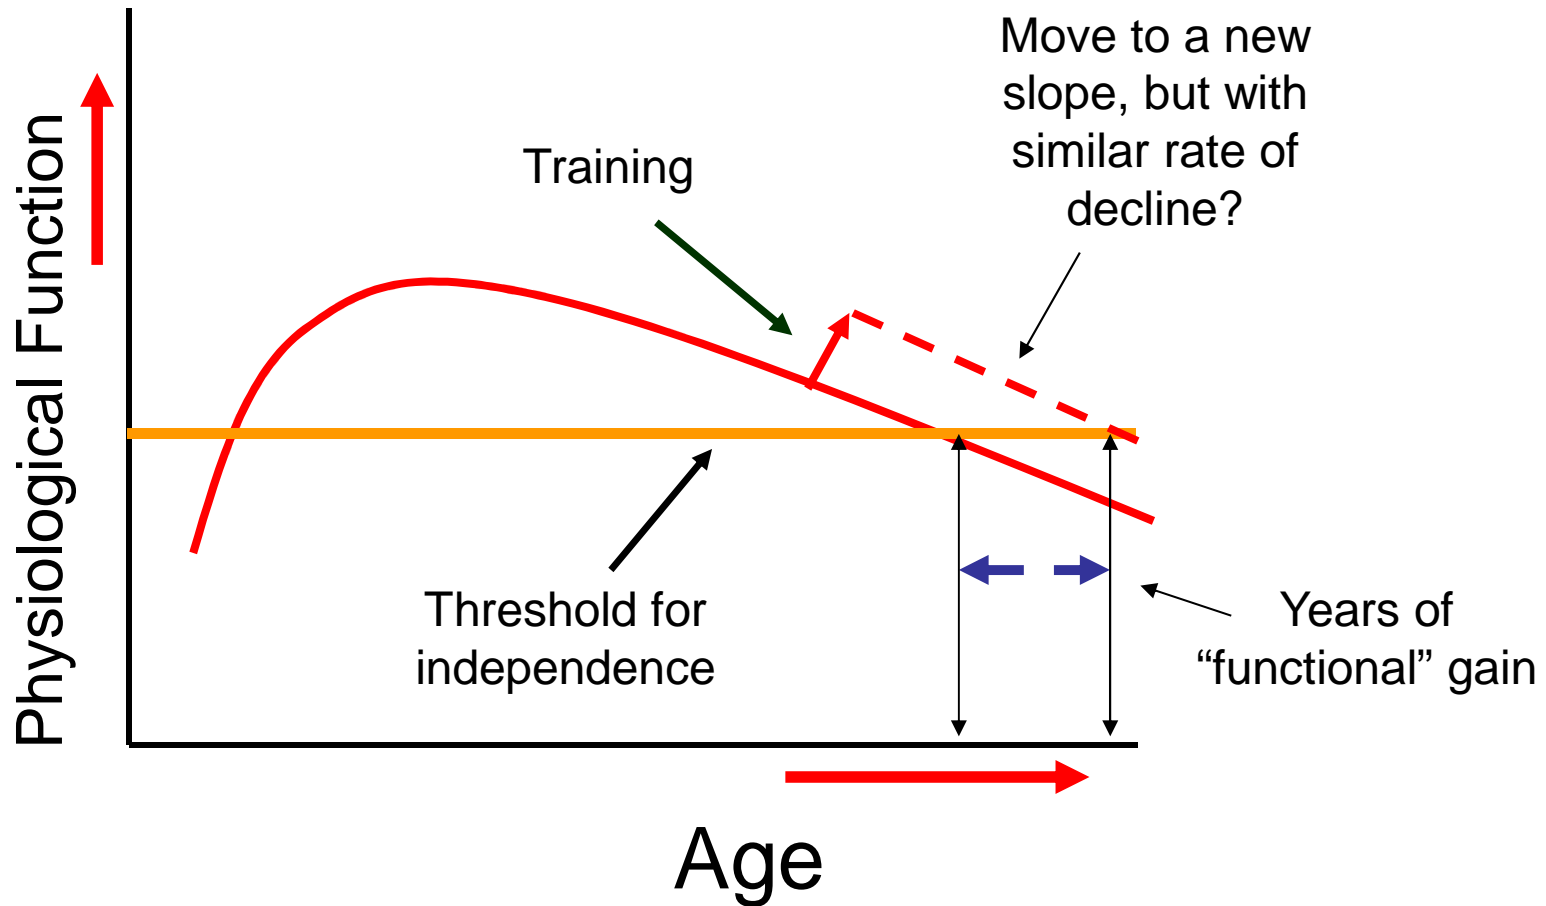 Move to a new
slope, but with
similar rate of
decline?
Training
Physiological Function
Threshold for
independence
Years of
“functional” gain
Age